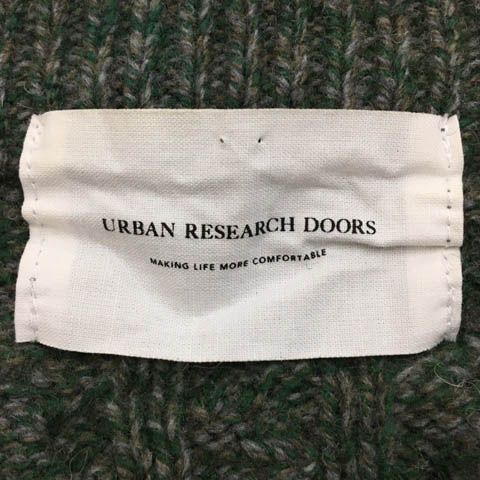 URBAN RESEARCH DOORS
MAKING LIFE MORE COMFORTABLE